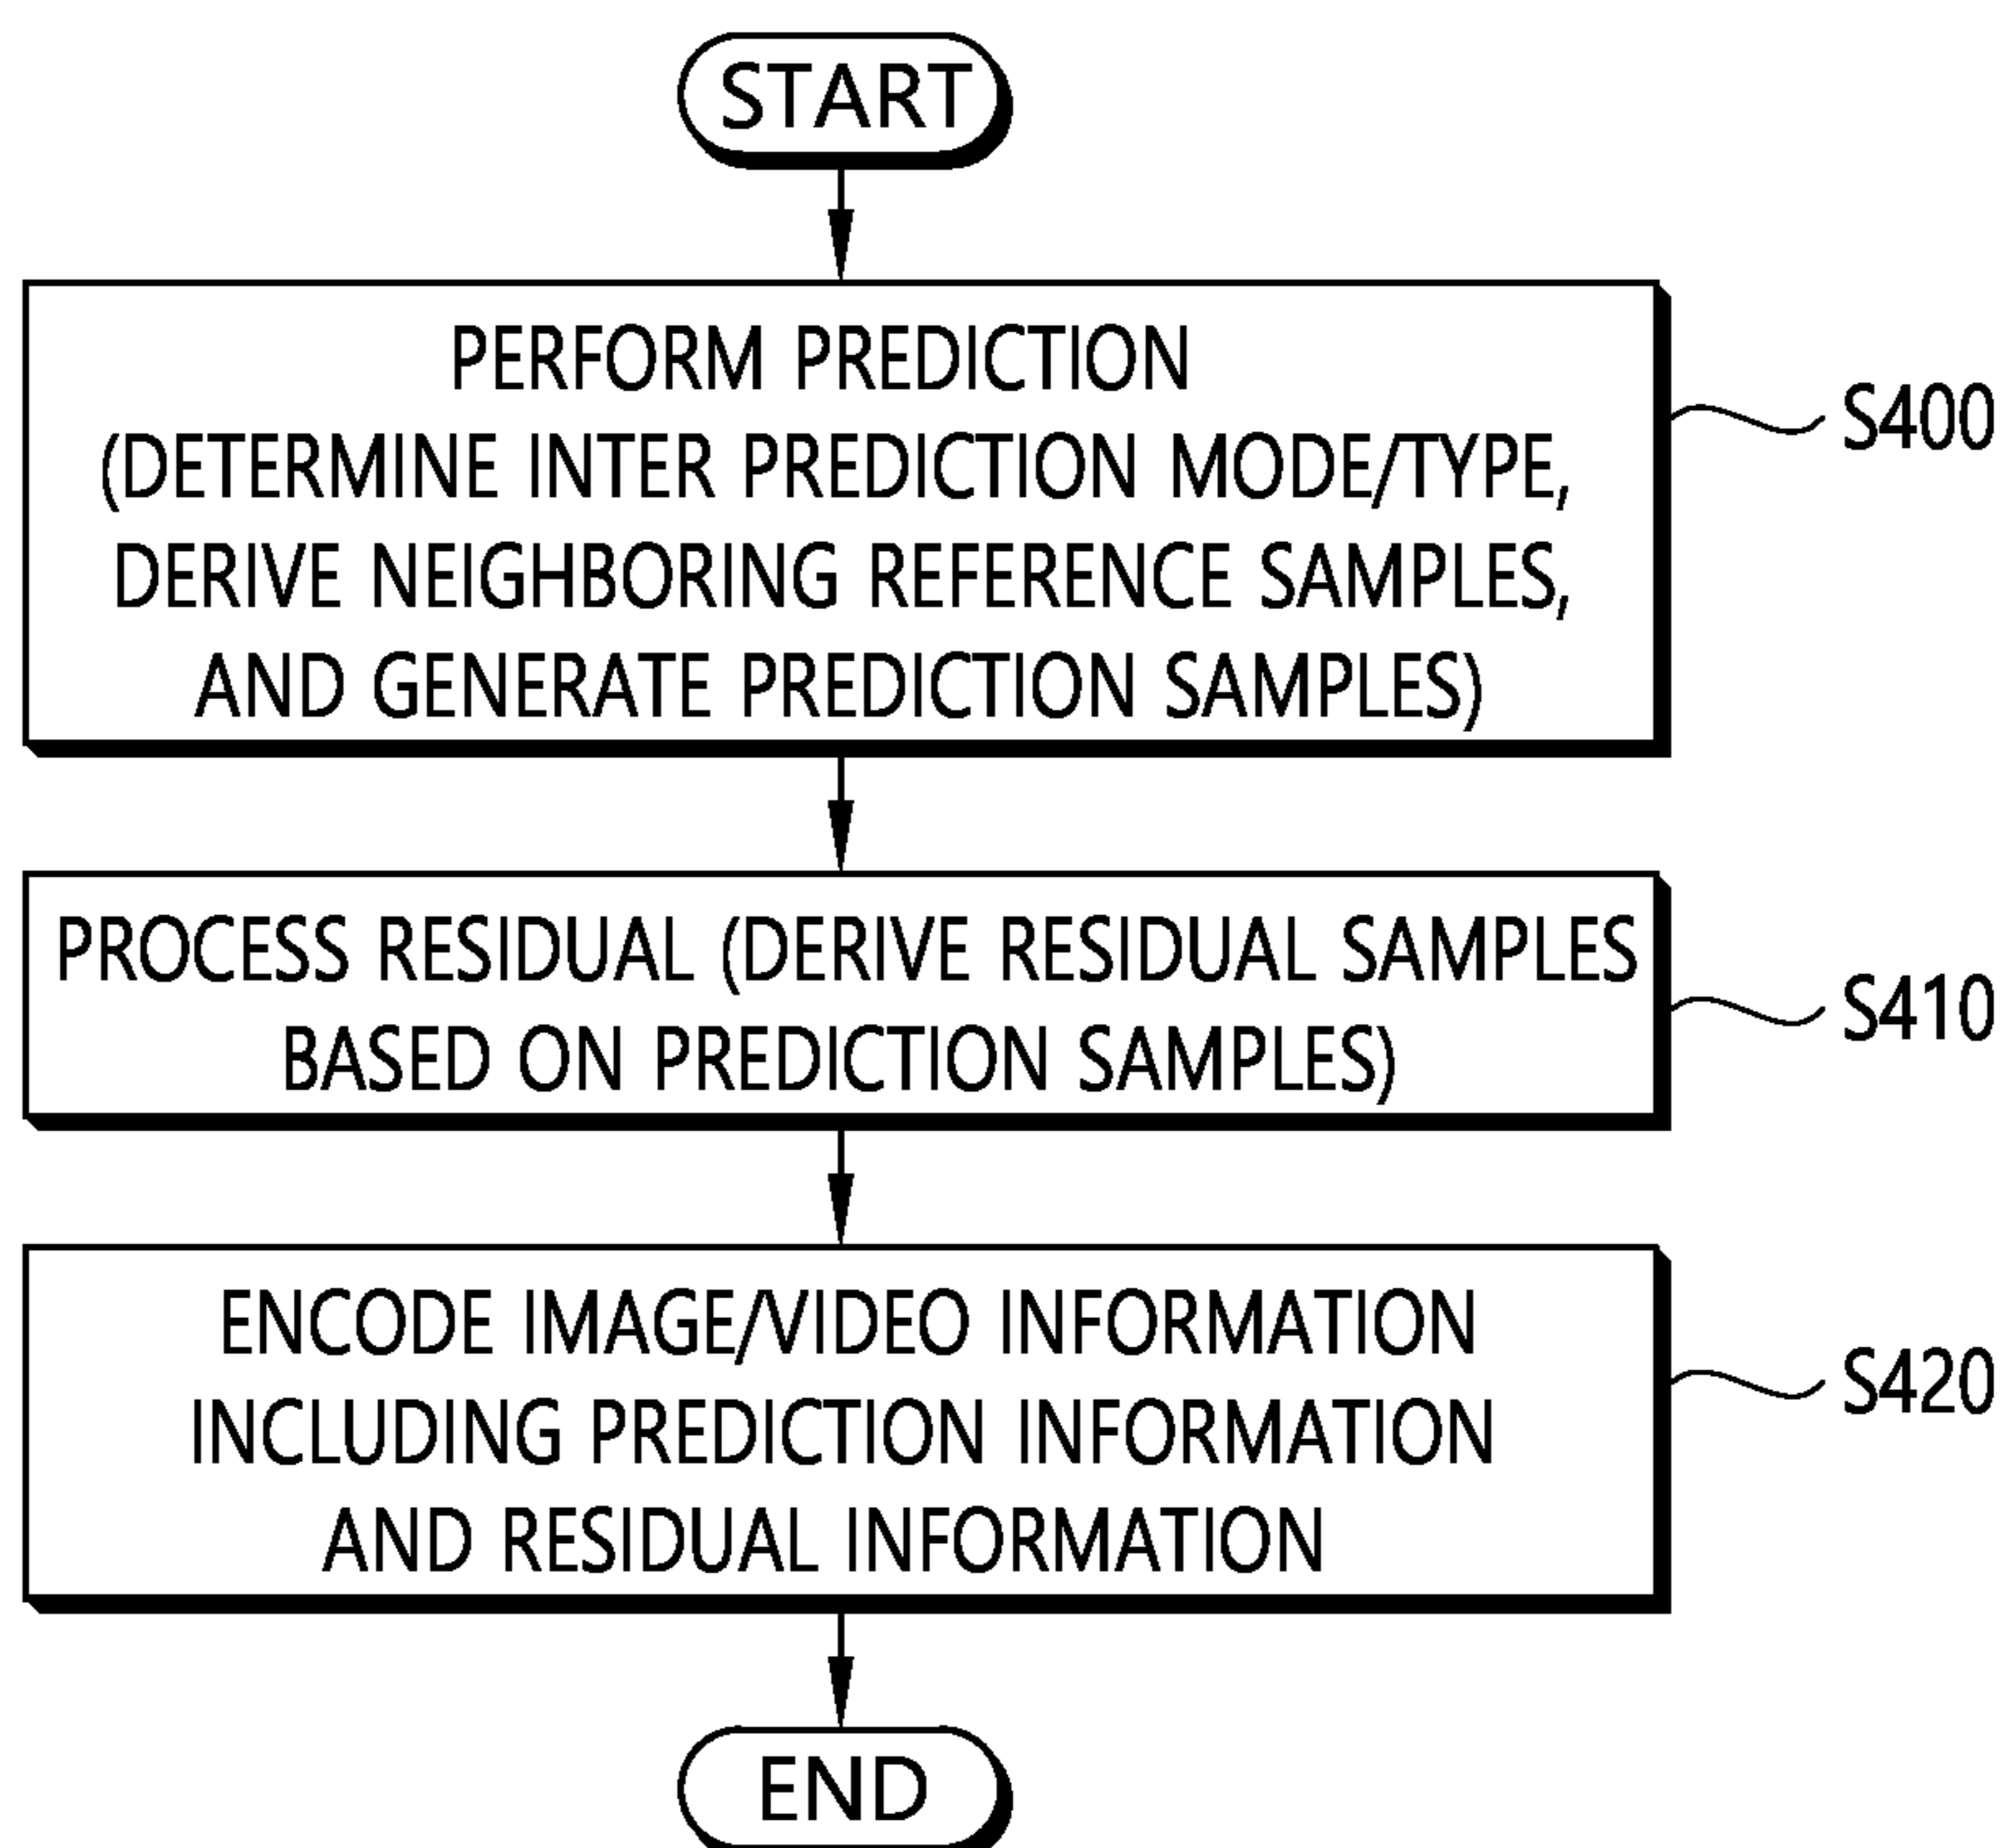 START
PERFORM PREDICTION
(DETERMINE INTER PREDICTION MODE/TYPE,
DERIVE NEIGHBORING REFERENCE SAMPLES,
AND GENERATE PREDICTION SAMPLES)
S400
PROCESS RESIDUAL (DERIVE RESIDUAL SAMPLES
BASED ON PREDICTION SAMPLES)
S410
ENCODE IMAGE/VIDEO INFORMATION
INCLUDING PREDICTION INFORMATION
AND RESIDUAL INFORMATION
S420
END